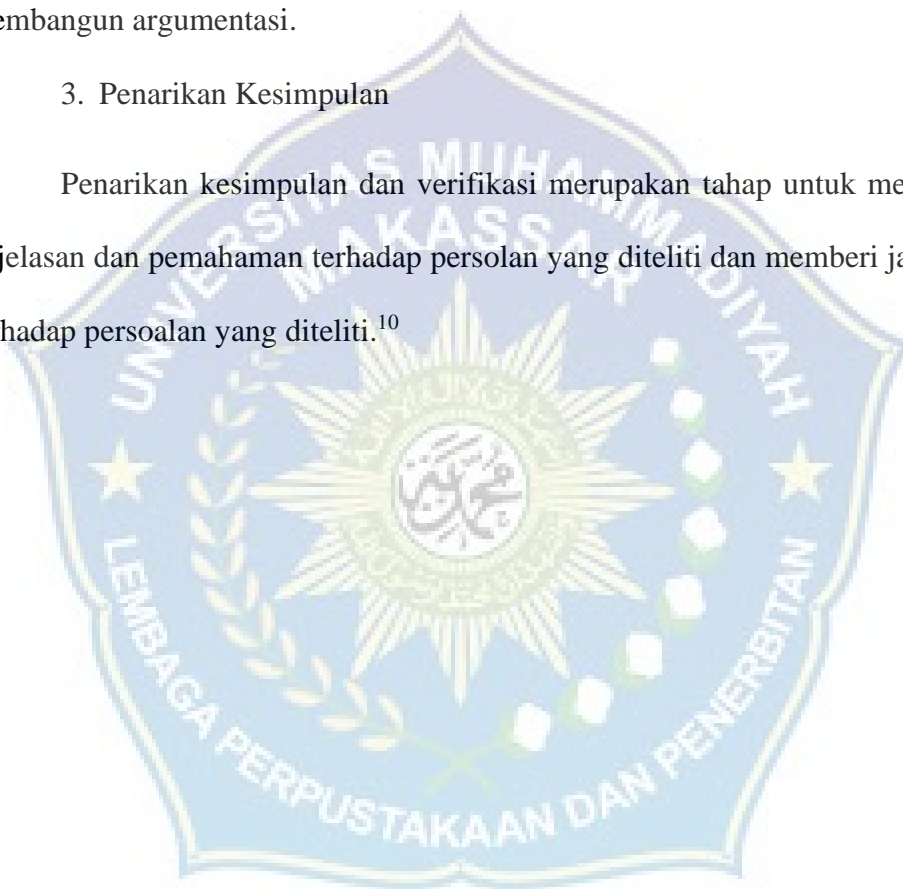 embangun argumentasi.
3. Penarikan Kesimpulan
Penarikan kesimpulan dan verifikasi merupakan tahap untuk me
jelasan dan pemahaman terhadap persolan yang diteliti dan memberi ja
hadap persoalan yang diteliti.10
UNIVERSITAS MUHAMMADIYAH
MAKASSAR
LEMBAGA PERPUSTAKAAN DAN PENERBITAN